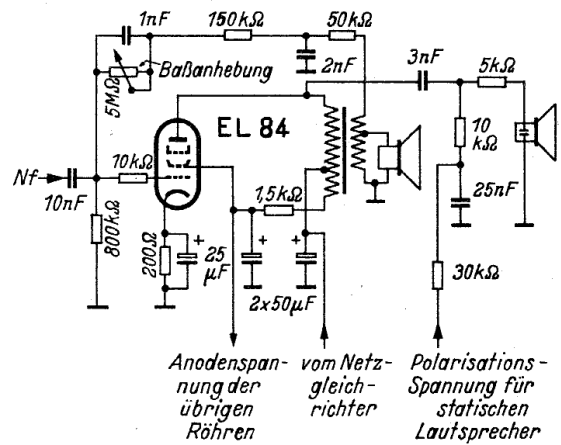 1nF
150kΩ
50kΩ
2nF
3nF
5kΩ
5MΩ
Baßanhebung
EL 84
10
kΩ
Nf
10nF
10kΩ
800kΩ
200Ω
+
25
µF
1,5kΩ
+
+
2x50µF
25nF
30kΩ
Anodenspan-
nung der
übrigen
Röhren
vom Netz-
gleich-
richter
Polarisations-
Spannung für
statischen
Lautsprecher